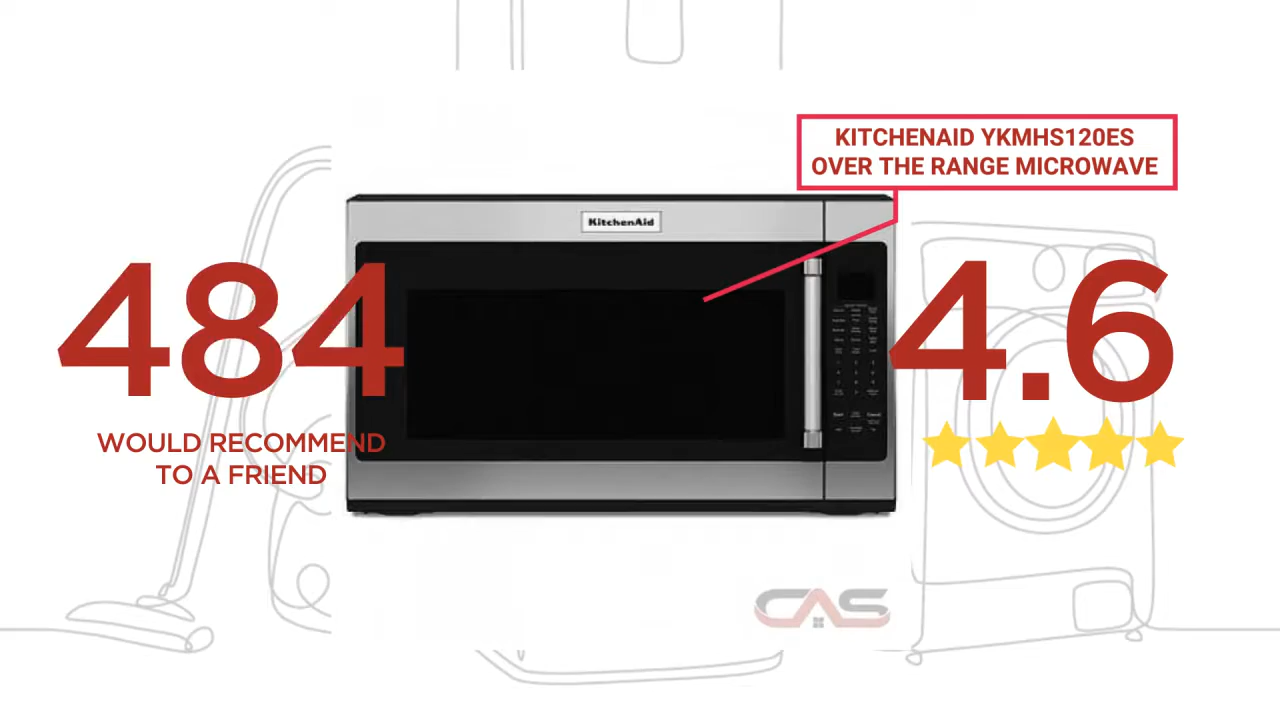 KITCHENAID YKMHS120ES
OVER THE RANGE MICROWAVE
KitchenAid
484
WOULD RECOMMEND
TO A FRIEND
4.6
CAS